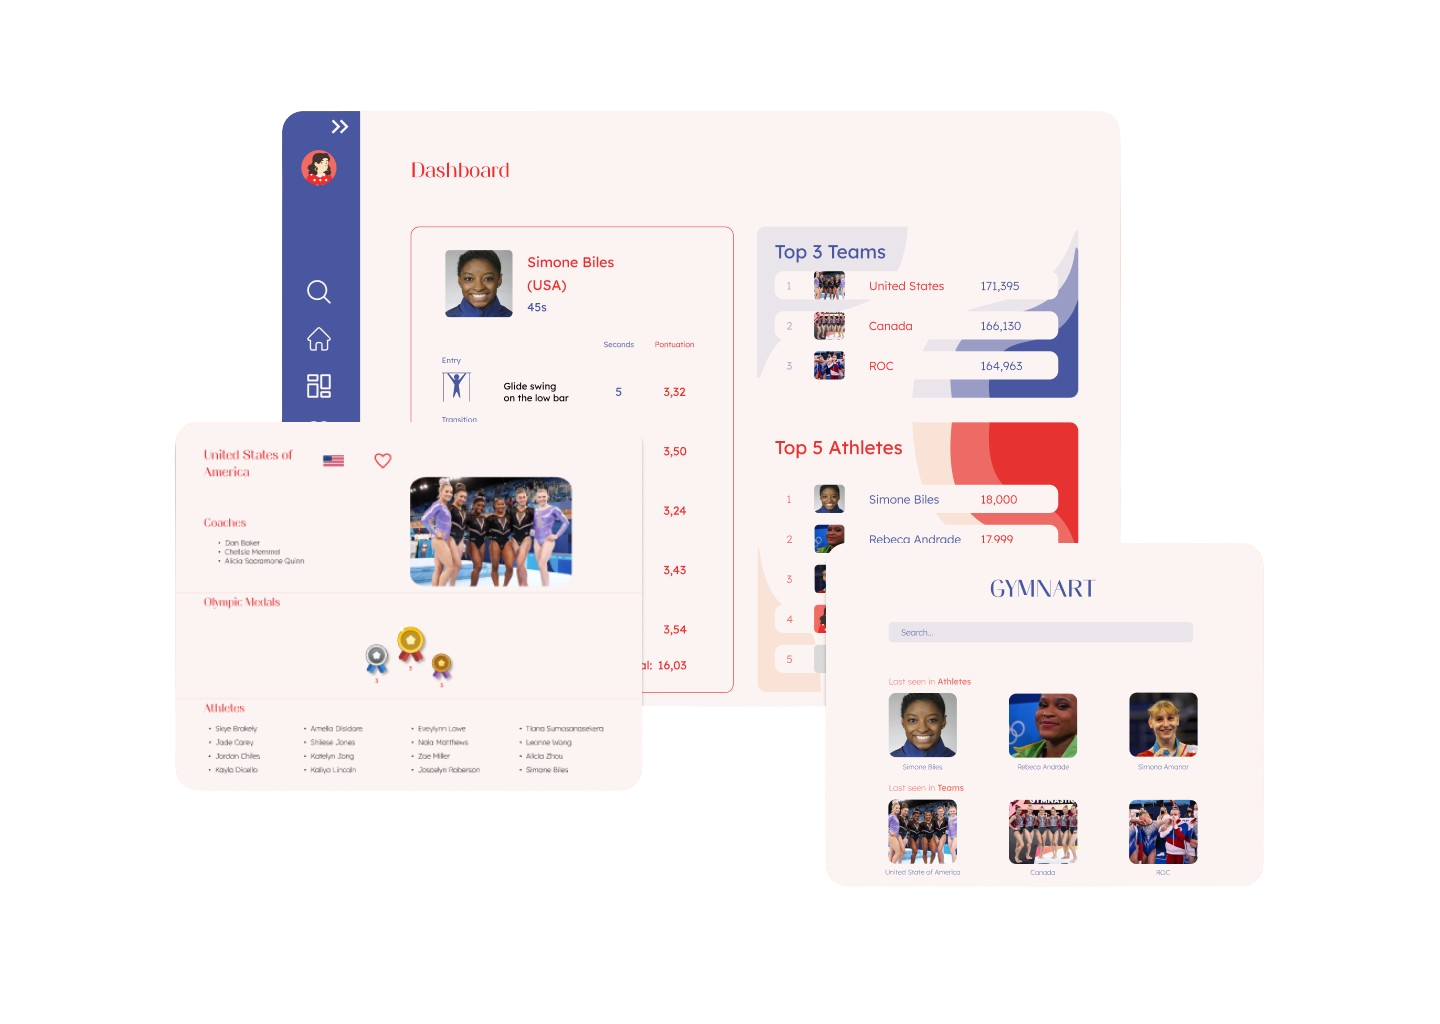 Dashboard
Simone Biles
(USA)
45s
Seconds Pontuation
Entry
Glide swing
on the low bar
5 3,32
Transition
3,50
3,24
3,43
3,54
al: 16,03
Top 3 Teams
1 United States 171,395
2 Canada 166,130
3 ROC 164,963
Top 5 Athletes
1 Simone Biles 18,000
2 Rebeca Andrade 17,999
3
4
5
United States of
America
Coaches
• Dan Baker
• Chellsie Memmel
• Alicia Sacramone Quinn
Olympic Medals
Athletes
• Skye Blakely
• Jade Carey
• Jordan Chiles
• Kayla Dicello
• Amelia Disidore
• Shilese Jones
• Katelyn Jong
• Kaliya Lincoln
• Eveylynn Lowe
• Nola Matthews
• Zoe Miller
• Joscelyn Roberson
• Tiana Sumanasekera
• Leanne Wong
• Alicia Zhou
• Simone Biles
GYMNART
Search...
Last seen in Athletes
Simone Biles Rebeca Andrade Simona Amanar
Last seen in Teams
United State of America Canada ROC